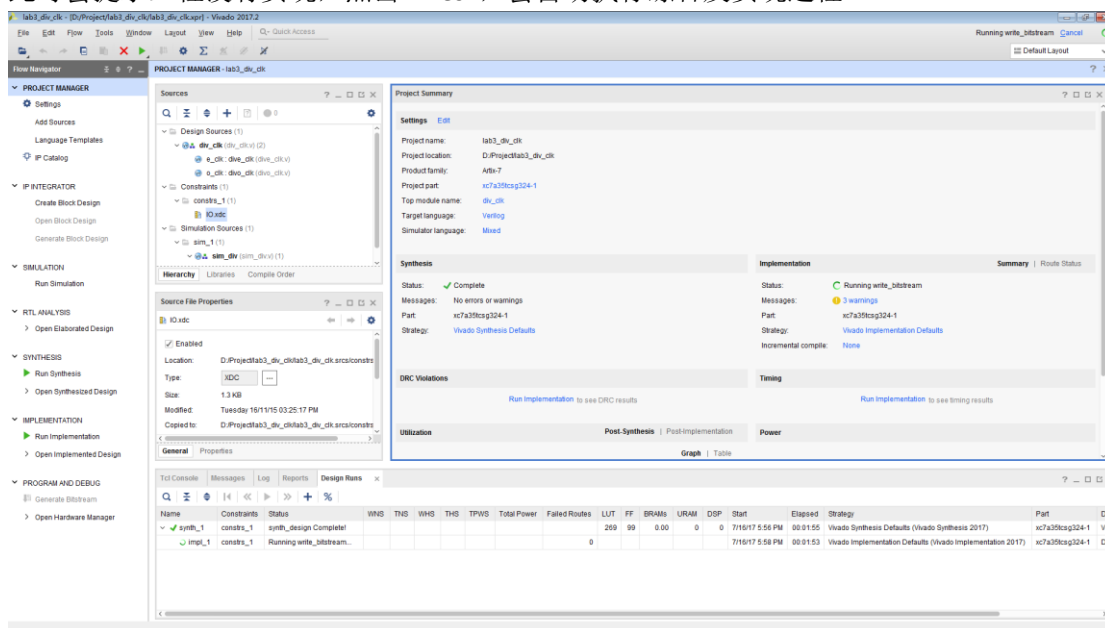 lab3_div_clk - [D:/Project/lab3_div_clk/lab3_div_clk.xpr] - Vivado 2017.2
File Edit Flow Tools Window Layout View Help Q- Quick Access
Running write_bitstream Cancel
Default Layout
Flow Navigator
PROJECT MANAGER - lab3_div_clk
PROJECT MANAGER
Settings
Add Sources
Language Templates
IP Catalog
IP INTEGRATOR
Create Block Design
Open Block Design
Generate Block Design
SIMULATION
Run Simulation
RTL ANALYSIS
Open Elaborated Design
SYNTHESIS
Run Synthesis
Open Synthesized Design
IMPLEMENTATION
Run Implementation
Open Implemented Design
PROGRAM AND DEBUG
Generate Bitstream
Open Hardware Manager
Sources
Design Sources (1)
div_clk (div_clk.v) (2)
e_clk : dive_clk (dive_clk.v)
o_clk : divo_clk (dive_clk.v)
Constraints (1)
constrs_1 (1)
IO.xdc
Simulation Sources (1)
sim_1 (1)
sim_div (sim_div.v) (1)
Hierarchy Libraries Compile Order
Source File Properties
IO.xdc
Enabled
Location: D:/Project/lab3_div_clk/lab3_div_clk.srcs/constrs
Type: XDC
Size: 1.3 KB
Modified: Tuesday 16/11/15 03:25:17 PM
Copied to: D:/Project/lab3_div_clk/lab3_div_clk.srcs/constrs
General Properties
Project Summary
Settings Edit
Project name: lab3_div_clk
Project location: D:/Project/lab3_div_clk
Product family: Artix-7
Project part: xc7a35tcsg324-1
Top module name: div_clk
Target language: Verilog
Simulator language: Mixed
Synthesis
Status: Complete
Messages: No errors or warnings
Part: xc7a35tcsg324-1
Strategy: Vivado Synthesis Defaults
Implementation Summary | Route Status
Status: Running write_bitstream
Messages: 3 warnings
Part: xc7a35tcsg324-1
Strategy: Vivado Implementation Defaults
Incremental compile: None
DRC Violations
Run Implementation to see DRC results
Timing
Run Implementation to see timing results
Utilization Post-Synthesis | Post-Implementation
Graph | Table
Power
Tcl Console Messages Log Reports Design Runs
Name Constraints Status WNS TNS WHS THS TPWS Total Power Failed Routes LUT FF BRAMs URAM DSP Start Elapsed Strategy Part
synth_1 constrs_1 synth_design Complete! 269 99 0.00 0 0 7/16/17 5:56 PM 00:01:55 Vivado Synthesis Defaults (Vivado Synthesis 2017) xc7a35tcsg324-1
impl_1 constrs_1 Running write_bitstream... 0 7/16/17 5:58 PM 00:01:53 Vivado Implementation Defaults (Vivado Implementation 2017) xc7a35tcsg324-1